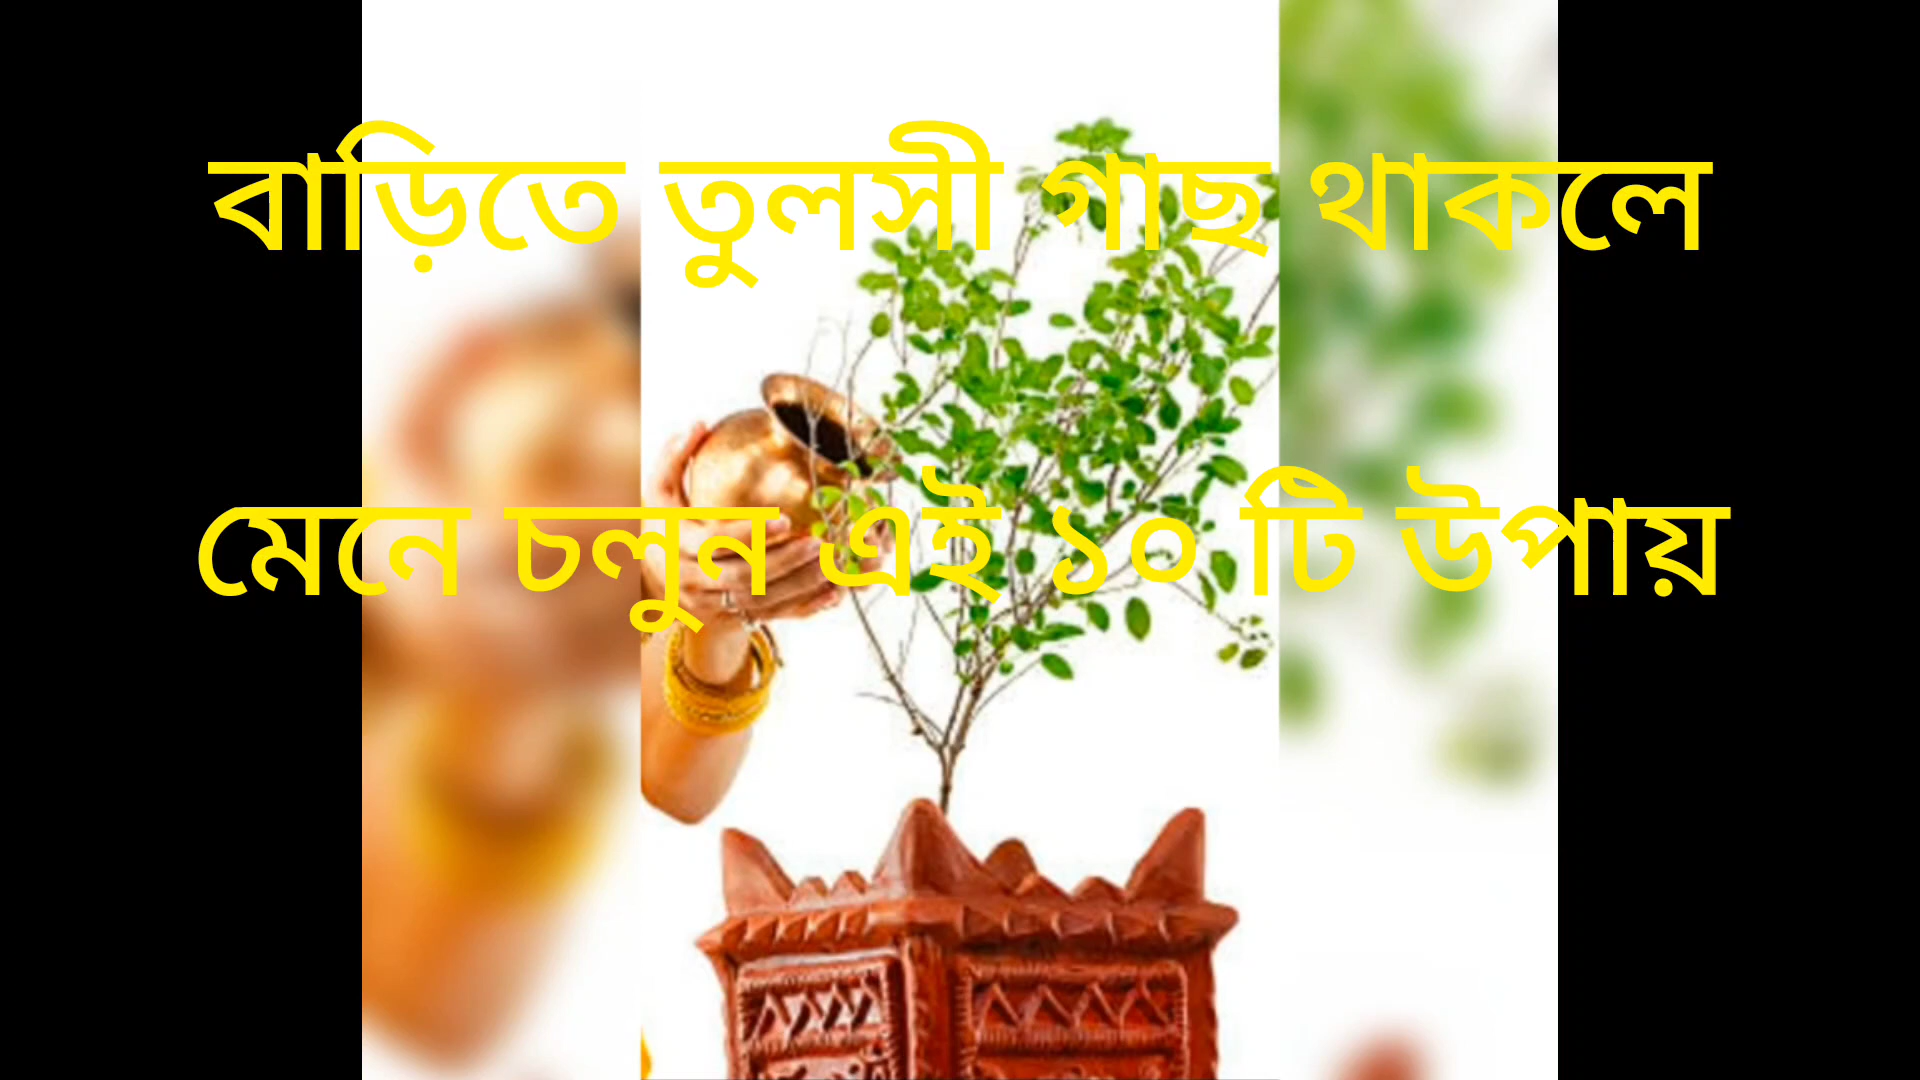 বাড়িতে তুলসী গাছ থাকলে
মেনে চলুন এই ১০ টি উপায়